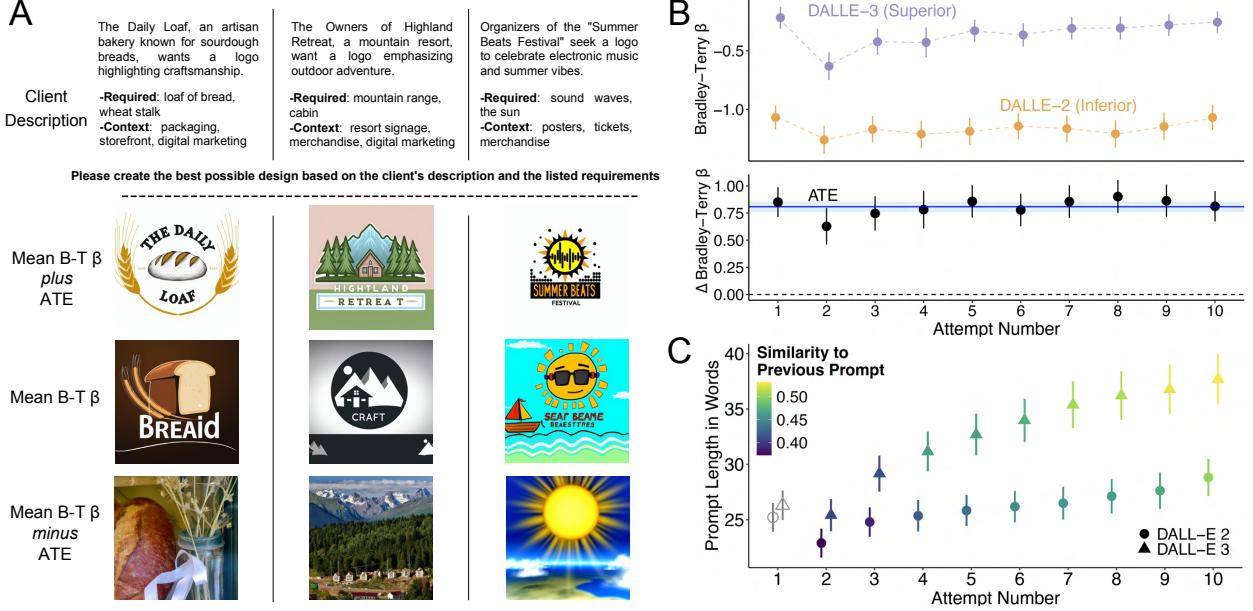 A
Client
Description
The Daily Loaf, an artisan
bakery known for sourdough
breads, wants a logo
highlighting craftsmanship.
-Required: loaf of bread,
wheat stalk
-Context: packaging,
storefront, digital marketing
The Owners of Highland
Retreat, a mountain resort,
want a logo emphasizing
outdoor adventure.
-Required: mountain range,
cabin
-Context: resort signage,
merchandise, digital marketing
Organizers of the "Summer
Beats Festival" seek a logo
to celebrate electronic music
and summer vibes.
-Required: sound waves,
the sun
-Context: posters, tickets,
merchandise
Please create the best possible design based on the client's description and the listed requirements
Mean B-T β
plus
ATE
THE DAILY
LOAF
HIGHTLAND
RETREAT
SUMMER BEATS
FESTIVAL
Mean B-T β
BREAid
CRAFT
SEAF BEAME
Mean B-T β
minus
ATE
B
DALLE-3 (Superior)
DALLE-2 (Inferior)
Bradley-Terry β
−0.5
−1.0
ATE
Δ Bradley-Terry β
1.00
0.75
0.50
0.00
1 2 3 4 5 6 7 8 9 10
Attempt Number
C
Similarity to
Previous Prompt
0.50
0.45
0.40
Prompt Length in Words
40
35
30
25
DALL-E 2
DALL-E 3
1 2 3 4 5 6 7 8 9 10
Attempt Number